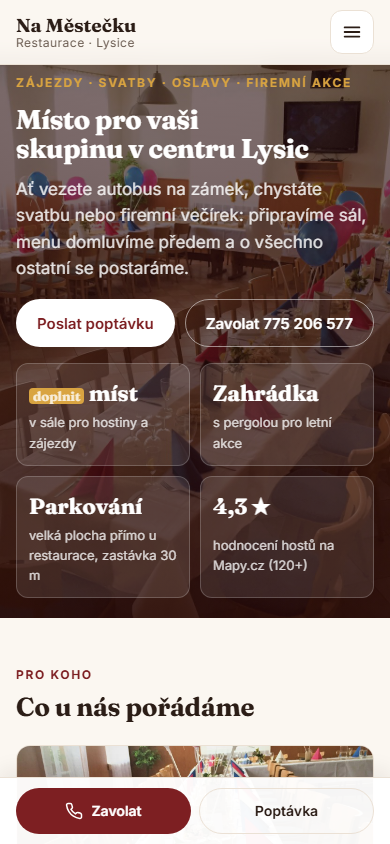 Na Městečku
Restaurace · Lysice
ZÁJEZDY · SVATBY · OSLAVY · FIREMNÍ AKCE
Místo pro vaši
skupinu v centru Lysic
Ať vezete autobus na zámek, chystáte
svatbu nebo firemní večírek: připravíme sál,
menu domluvíme předem a o všechno
ostatní se postaráme.
Poslat poptávku
Zavolat 775 206 577
doplnit míst
v sále pro hostiny a
zájezdy
Zahrádka
s pergolou pro letní
akce
Parkování
velká plocha přímo u
restaurace, zastávka 30
m
4,3 ★
hodnocení hostů na
Mapy.cz (120+)
PRO KOHO
Co u nás pořádáme
Zavolat
Poptávka